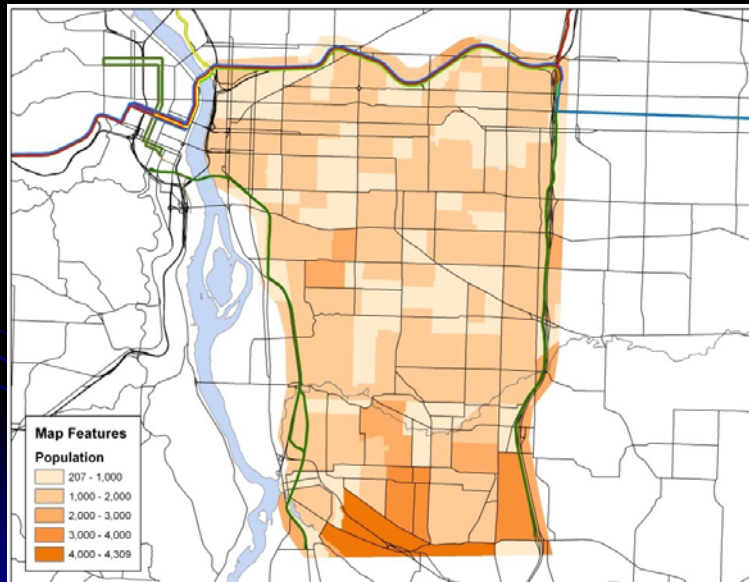 Map Features
Population
207 - 1,000
1,000 - 2,000
2,000 - 3,000
3,000 - 4,000
4,000 - 4,309